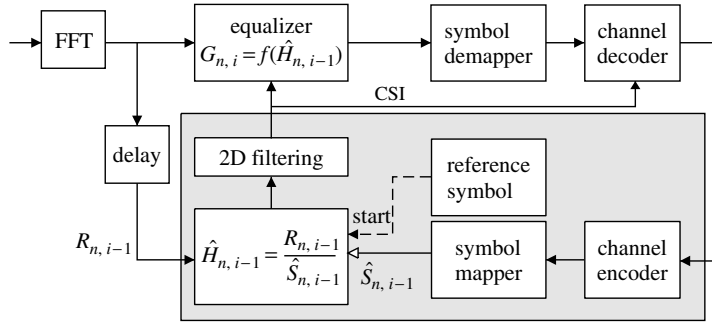 FFT
equalizer
G_{n, i} = f(Ĥ_{n, i−1})
symbol
demapper
channel
decoder
CSI
delay
2D filtering
reference
symbol
start
R_{n, i−1}
Ĥ_{n, i−1} = R_{n, i−1} / Ŝ_{n, i−1}
Ŝ_{n, i−1}
symbol
mapper
channel
encoder